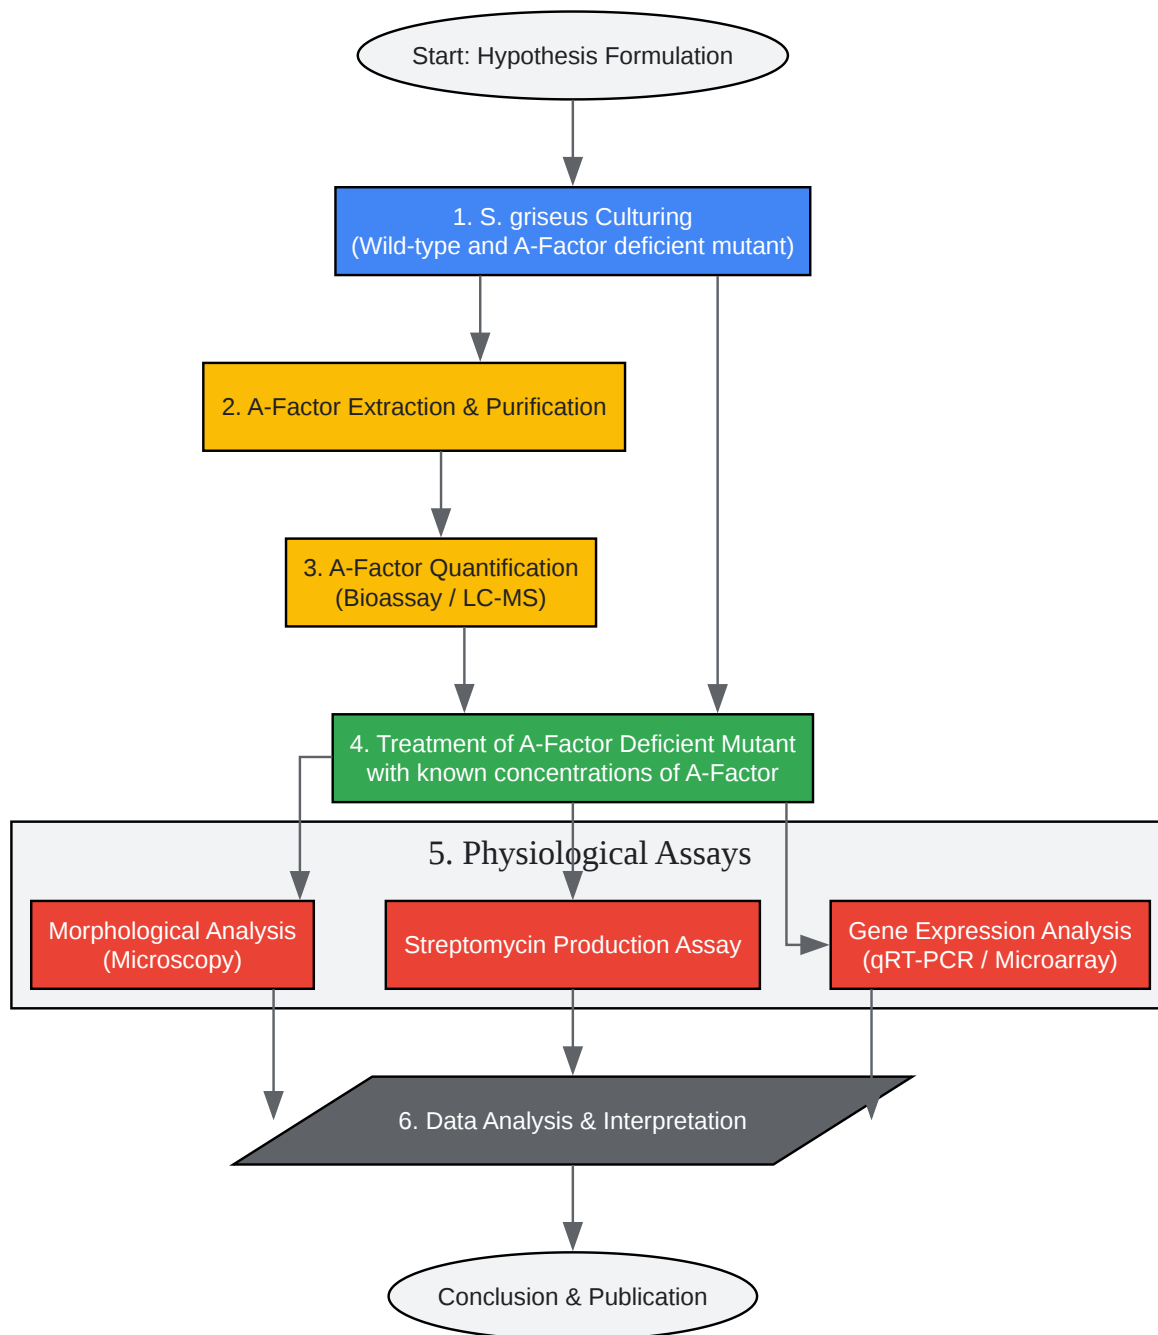 Start: Hypothesis Formulation
1. S. griseus Culturing
(Wild-type and A-Factor deficient mutant)
2. A-Factor Extraction & Purification
3. A-Factor Quantification
(Bioassay / LC-MS)
4. Treatment of A-Factor Deficient Mutant
with known concentrations of A-Factor
5. Physiological Assays
Morphological Analysis
(Microscopy)
Streptomycin Production Assay
Gene Expression Analysis
(qRT-PCR / Microarray)
6. Data Analysis & Interpretation
Conclusion & Publication